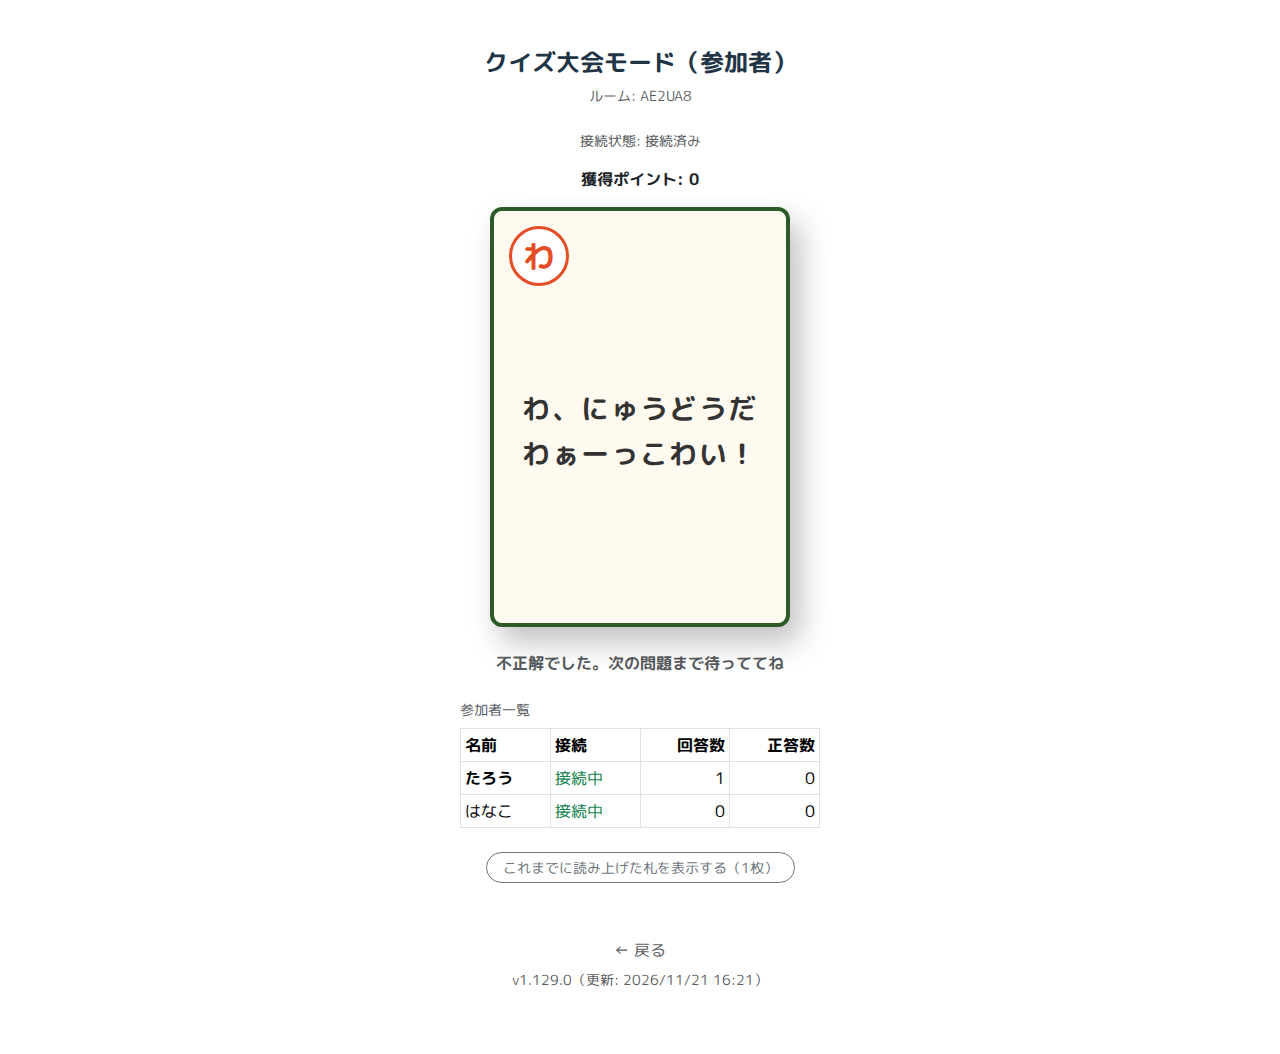 クイズ大会モード（参加者）
ルーム: AE2UA8
接続状態: 接続済み
獲得ポイント: 0
わ
わ、にゅうどうだ
わぁーっこわい！
不正解でした。次の問題まで待っててね
参加者一覧
名前 接続 回答数 正答数
たろう 接続中 1 0
はなこ 接続中 0 0
これまでに読み上げた札を表示する（1枚）
← 戻る
v1.129.0（更新: 2026/11/21 16:21）